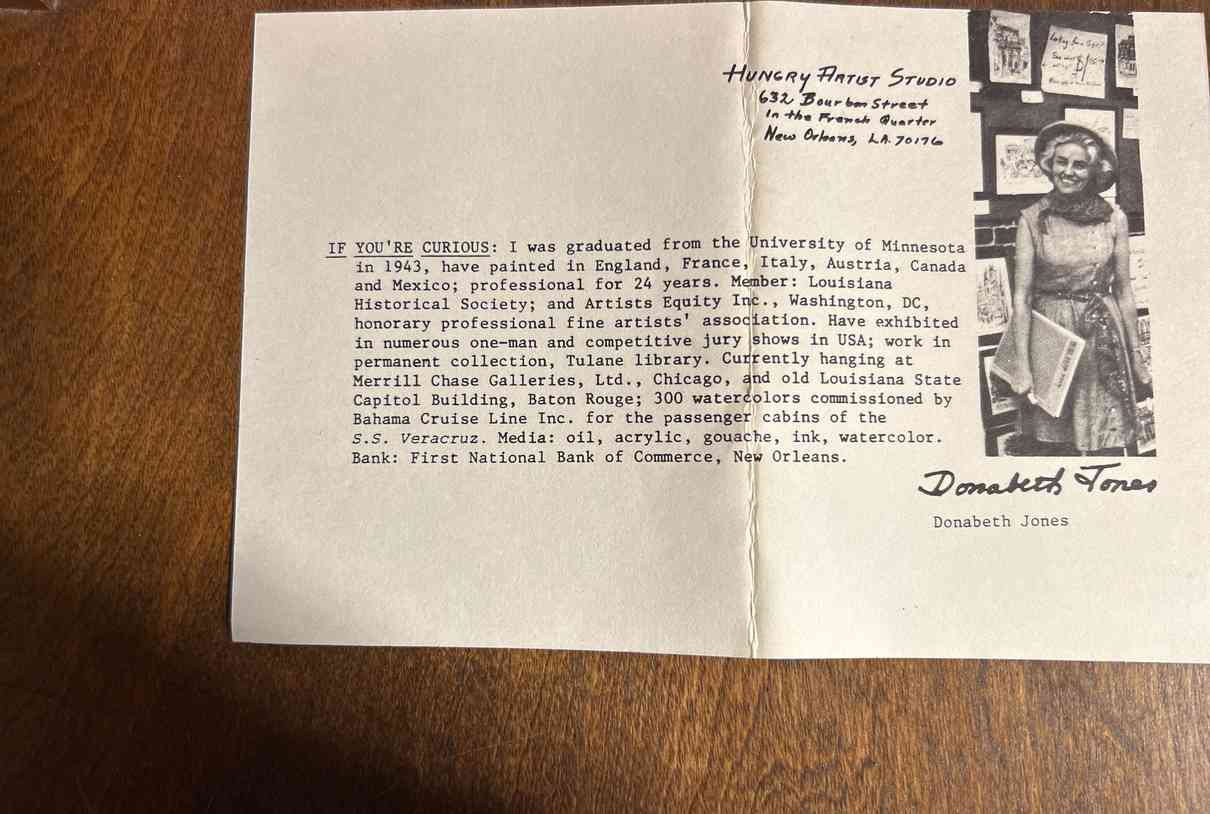 HUNGRY ARTIST STUDIO
632 Bourbon Street
In the French Quarter
New Orleans, LA. 70176
IF YOU'RE CURIOUS: I was graduated from the University of Minnesota
in 1943, have painted in England, France, Italy, Austria, Canada
and Mexico; professional for 24 years. Member: Louisiana
Historical Society; and Artists Equity Inc., Washington, DC,
honorary professional fine artists' association. Have exhibited
in numerous one-man and competitive jury shows in USA; work in
permanent collection, Tulane library. Currently hanging at
Merrill Chase Galleries, Ltd., Chicago, and old Louisiana State
Capitol Building, Baton Rouge; 300 watercolors commissioned by
Bahama Cruise Line Inc. for the passenger cabins of the
S.S. Veracruz. Media: oil, acrylic, gouache, ink, watercolor.
Bank: First National Bank of Commerce, New Orleans.
Donabeth Jones
Donabeth Jones